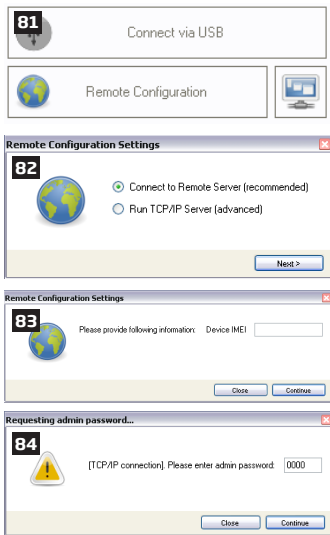 81
Connect via USB
Remote Configuration
Remote Configuration Settings
82
Connect to Remote Server (recommended)
Run TCP/IP Server (advanced)
Next >
Remote Configuration Settings
83
Please provide following information: Device IMEI
Close Continue
Requesting admin password...
84
[TCP/IP connection]. Please enter admin password: 0000
Close Continue